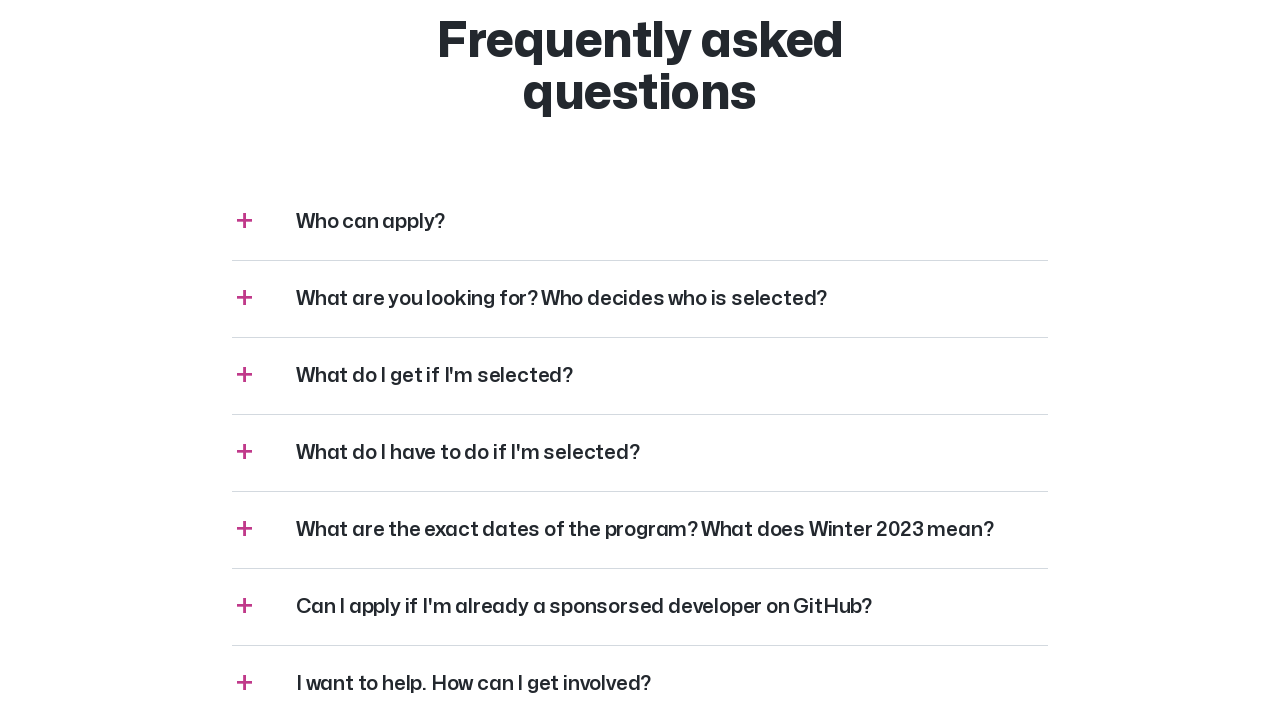 Frequently asked
questions
Who can apply?
What are you looking for? Who decides who is selected?
What do I get if I'm selected?
What do I have to do if I'm selected?
What are the exact dates of the program? What does Winter 2023 mean?
Can I apply if I'm already a sponsorsed developer on GitHub?
I want to help. How can I get involved?